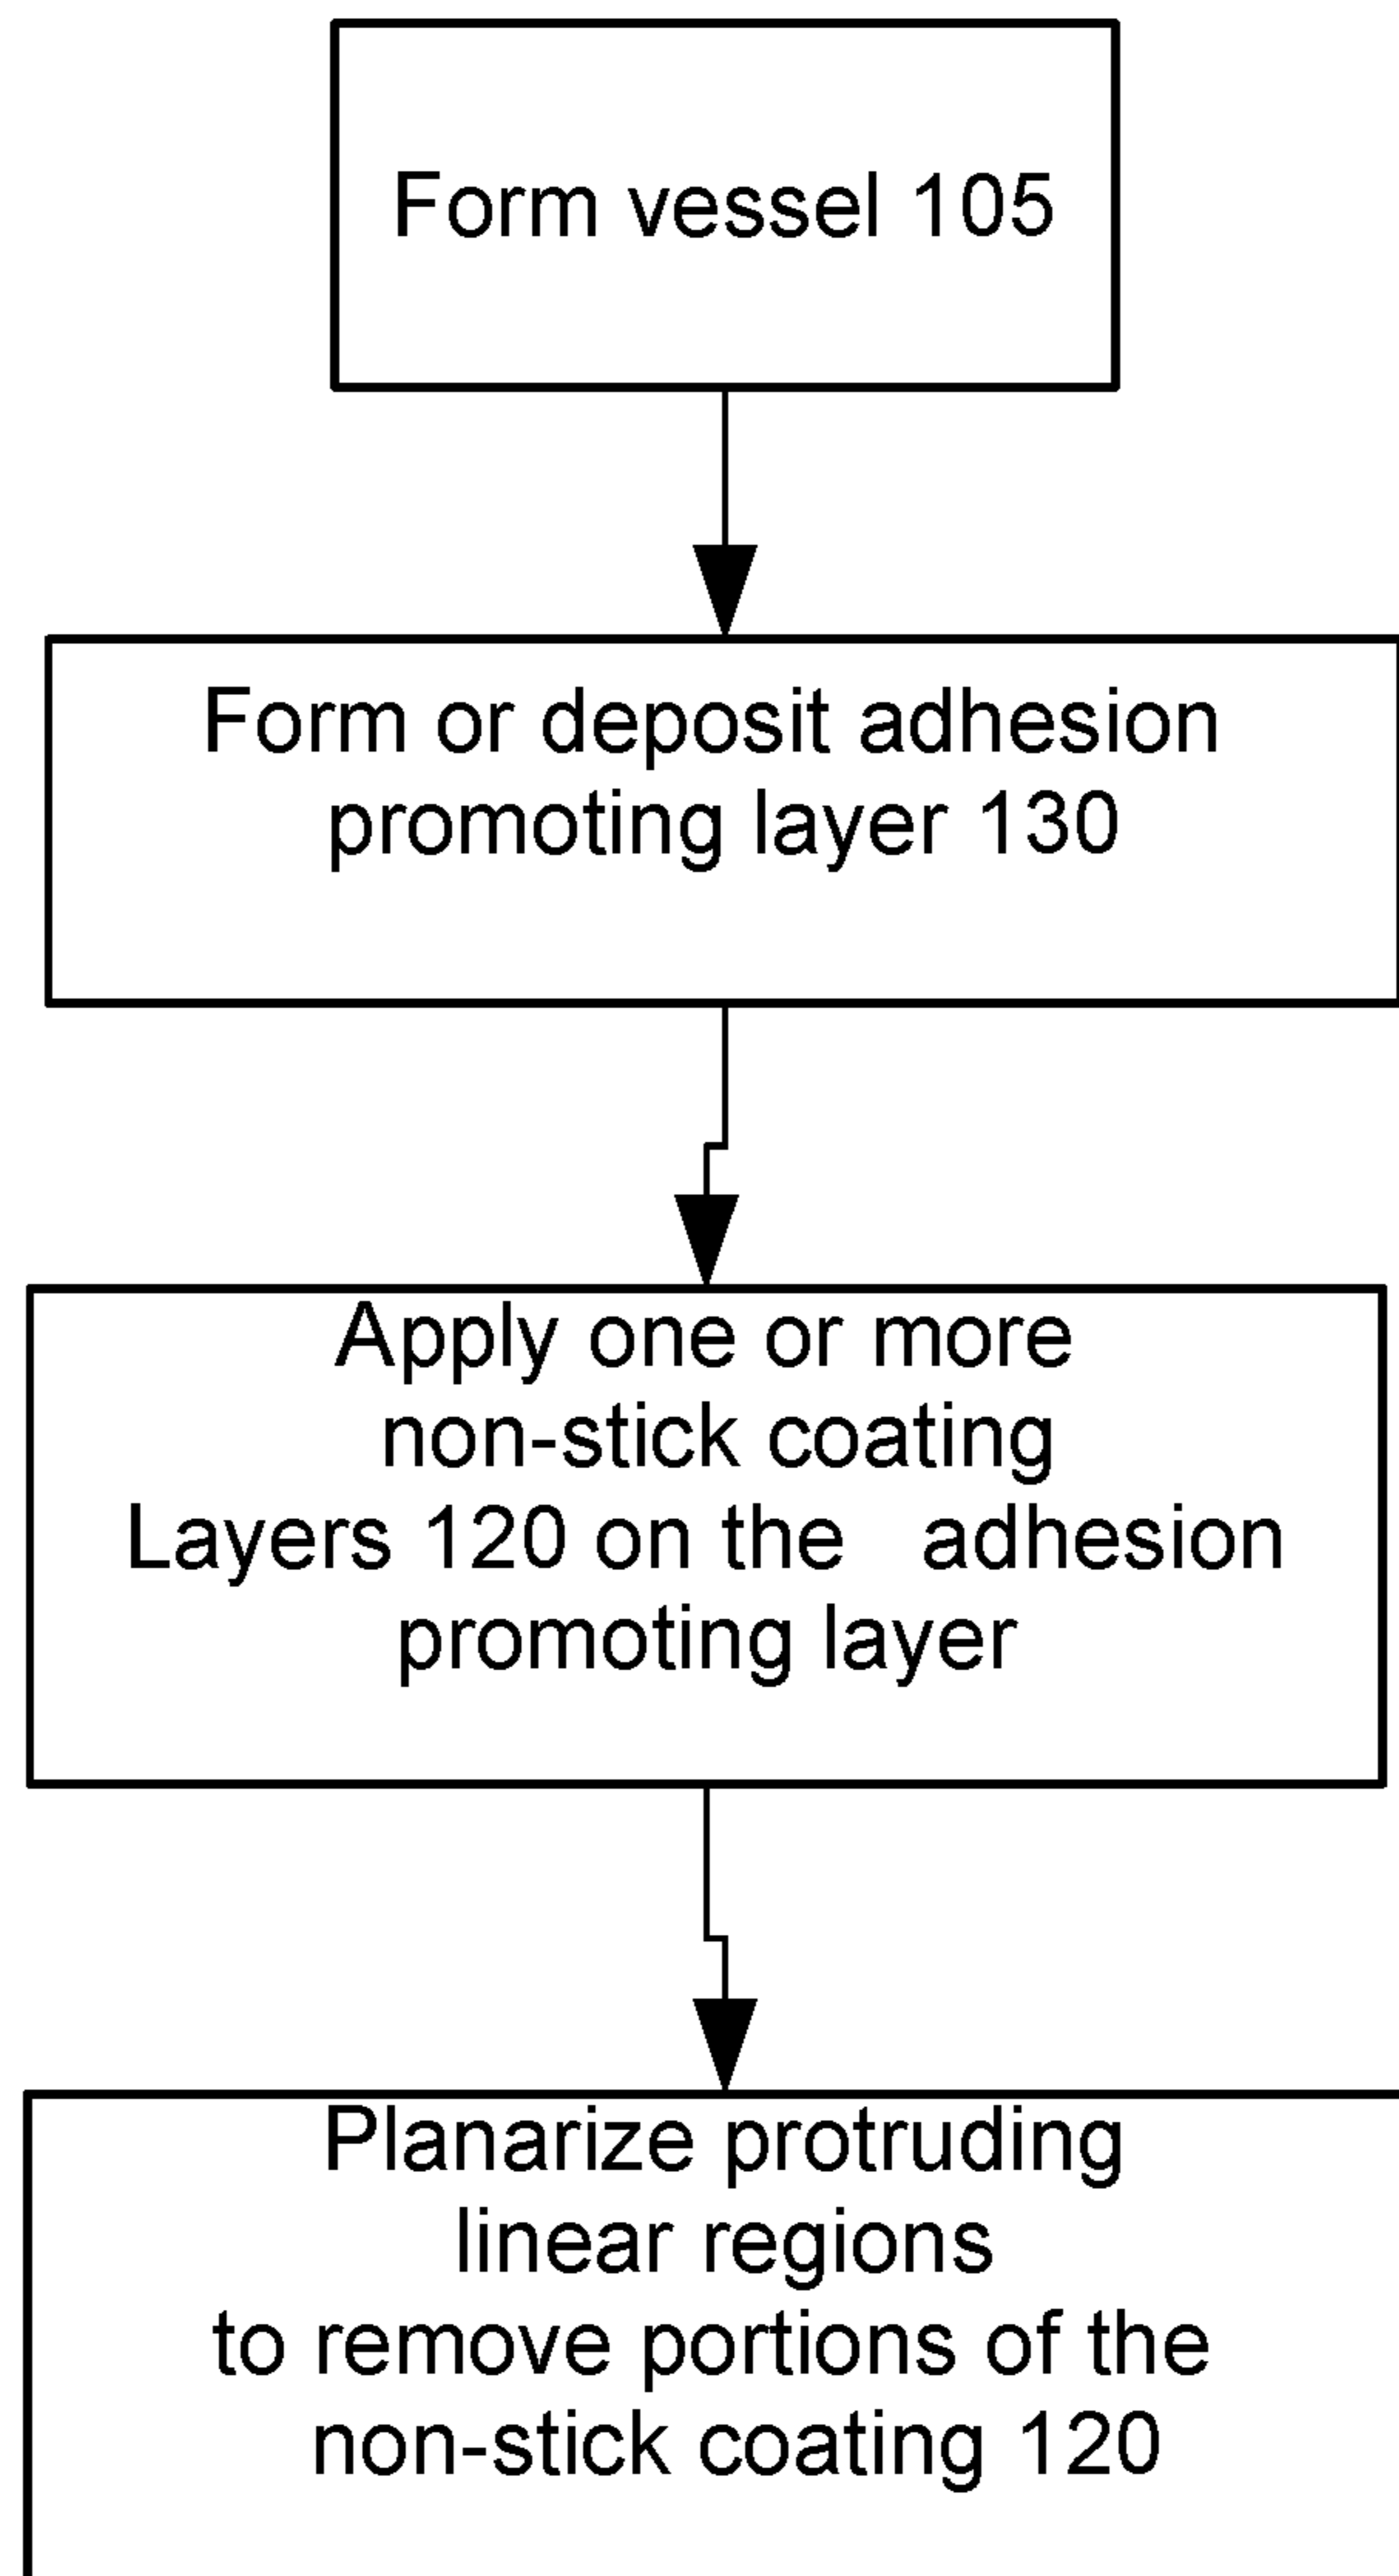 Form vessel 105
Form or deposit adhesion
promoting layer 130
Apply one or more
non-stick coating
Layers 120 on the adhesion
promoting layer
Planarize protruding
linear regions
to remove portions of the
non-stick coating 120